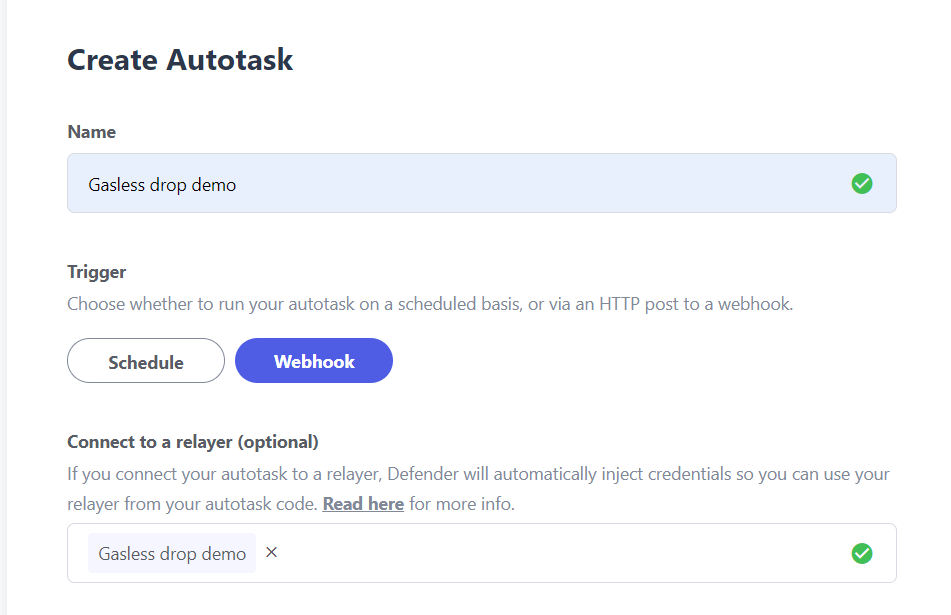 Create Autotask
Name
Gasless drop demo
Trigger
Choose whether to run your autotask on a scheduled basis, or via an HTTP post to a webhook.
Schedule Webhook
Connect to a relayer (optional)
If you connect your autotask to a relayer, Defender will automatically inject credentials so you can use your
relayer from your autotask code. Read here for more info.
Gasless drop demo ×